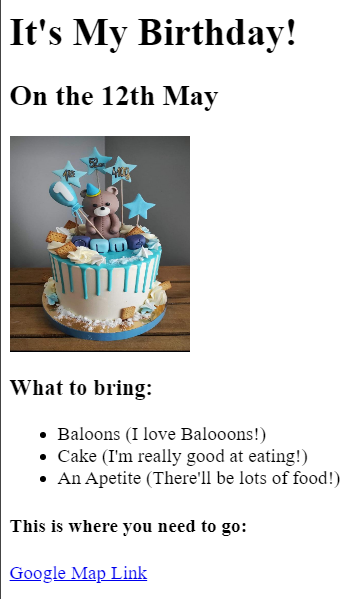 It's My Birthday!
On the 12th May
What to bring:
Baloons (I love Balooons!)
Cake (I'm really good at eating!)
An Apetite (There'll be lots of food!)
This is where you need to go:
Google Map Link